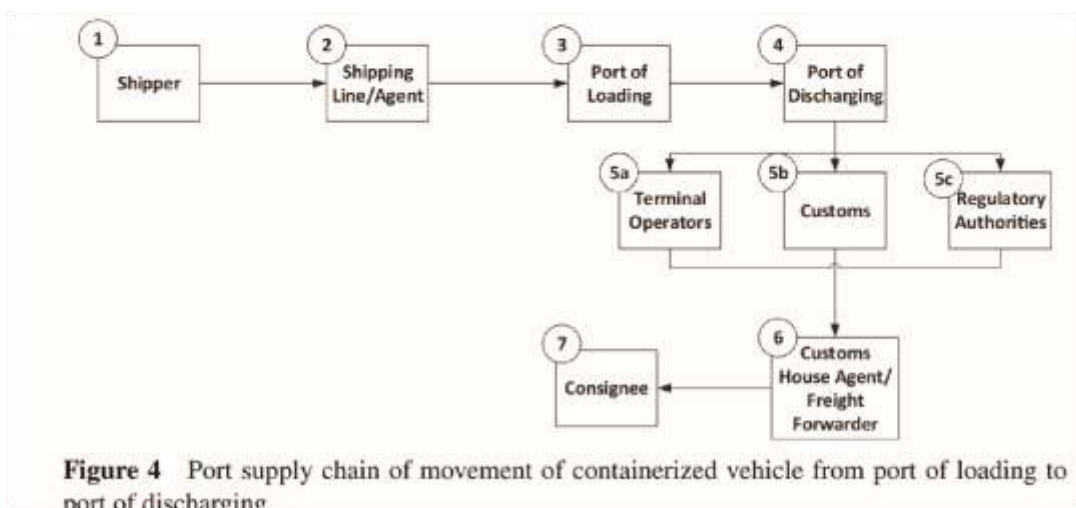 1
Shipper
2
Shipping
Line/Agent
3
Port of
Loading
4
Port of
Discharging
5a
Terminal
Operators
5b
Customs
5c
Regulatory
Authorities
6
Customs
House Agent/
Freight
Forwarder
7
Consignee
Figure 4 Port supply chain of movement of containerized vehicle from port of loading to
port of discharging